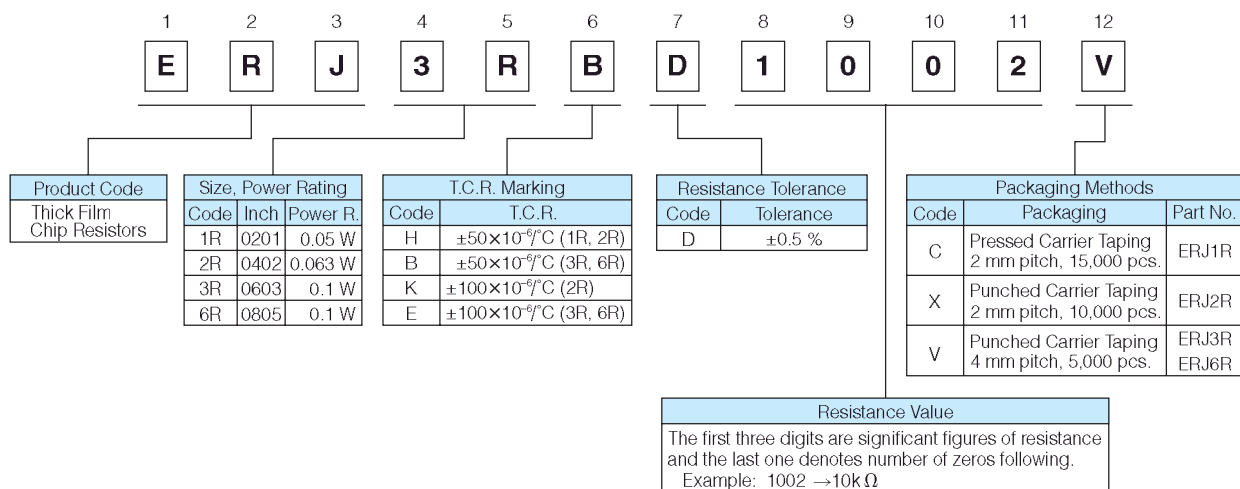 1 2 3 4 5 6 7 8 9 10 11 12
E R J 3 R B D 1 0 0 2 V
Product Code
Thick Film
Chip Resistors
Size, Power Rating
Code Inch Power R.
1R 0201 0.05 W
2R 0402 0.063 W
3R 0603 0.1 W
6R 0805 0.1 W
T.C.R. Marking
Code T.C.R.
H ±50×10⁻⁶/°C (1R, 2R)
B ±50×10⁻⁶/°C (3R, 6R)
K ±100×10⁻⁶/°C (2R)
E ±100×10⁻⁶/°C (3R, 6R)
Resistance Tolerance
Code Tolerance
D ±0.5 %
Packaging Methods
Code Packaging Part No.
C Pressed Carrier Taping
2 mm pitch, 15,000 pcs. ERJ1R
X Punched Carrier Taping
2 mm pitch, 10,000 pcs. ERJ2R
V Punched Carrier Taping
4 mm pitch, 5,000 pcs. ERJ3R
ERJ6R
Resistance Value
The first three digits are significant figures of resistance
and the last one denotes number of zeros following.
Example: 1002 →10k Ω